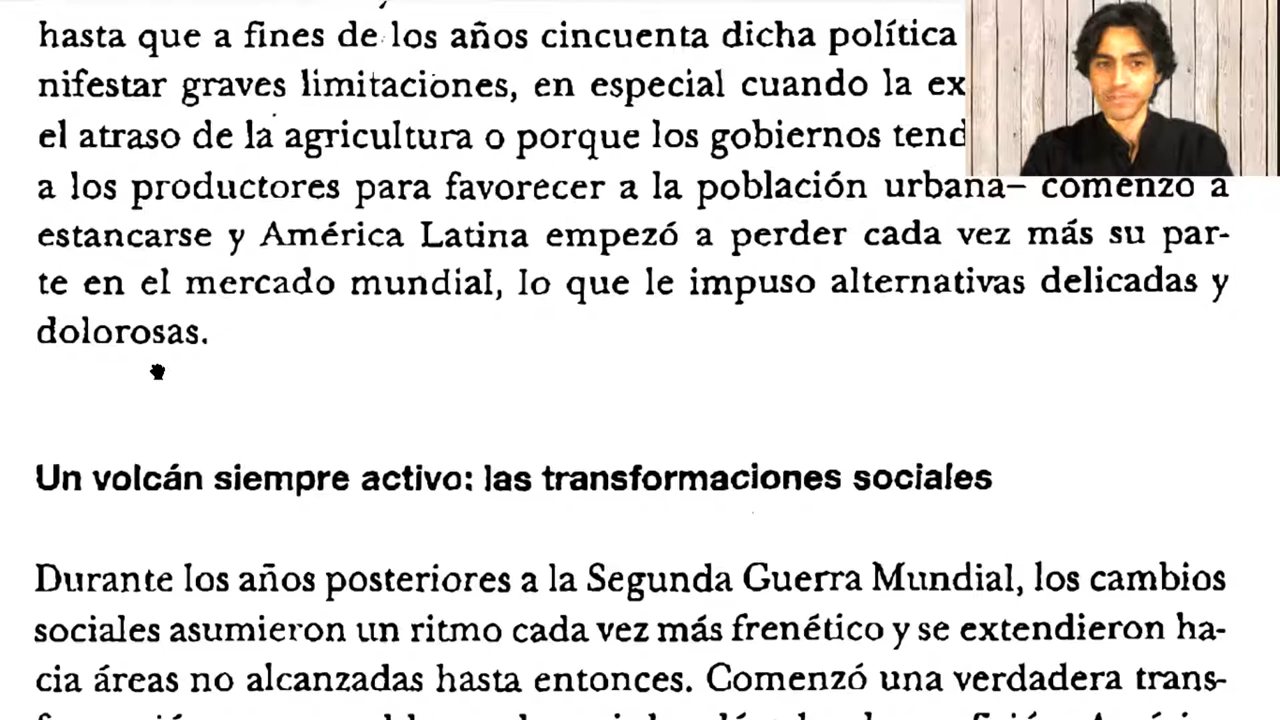 hasta que a fines de los años cincuenta dicha política
nifestar graves limitaciones, en especial cuando la ex
el atraso de la agricultura o porque los gobiernos tend
a los productores para favorecer a la población urbana– comenzó a
estancarse y América Latina empezó a perder cada vez más su par-
te en el mercado mundial, lo que le impuso alternativas delicadas y
dolorosas.
Un volcán siempre activo: las transformaciones sociales
Durante los años posteriores a la Segunda Guerra Mundial, los cambios
sociales asumieron un ritmo cada vez más frenético y se extendieron ha-
cia áreas no alcanzadas hasta entonces. Comenzó una verdadera trans-